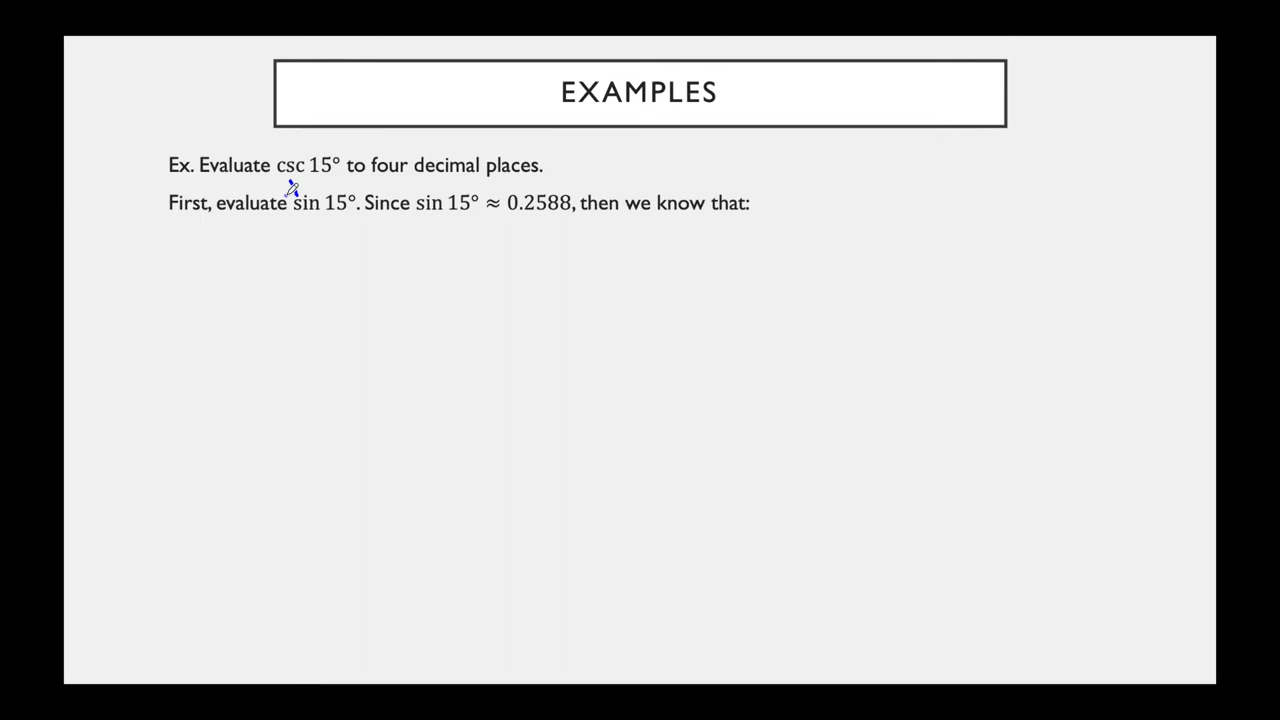 EXAMPLES
Ex. Evaluate csc 15° to four decimal places.
First, evaluate sin 15°. Since sin 15° ≈ 0.2588, then we know that: